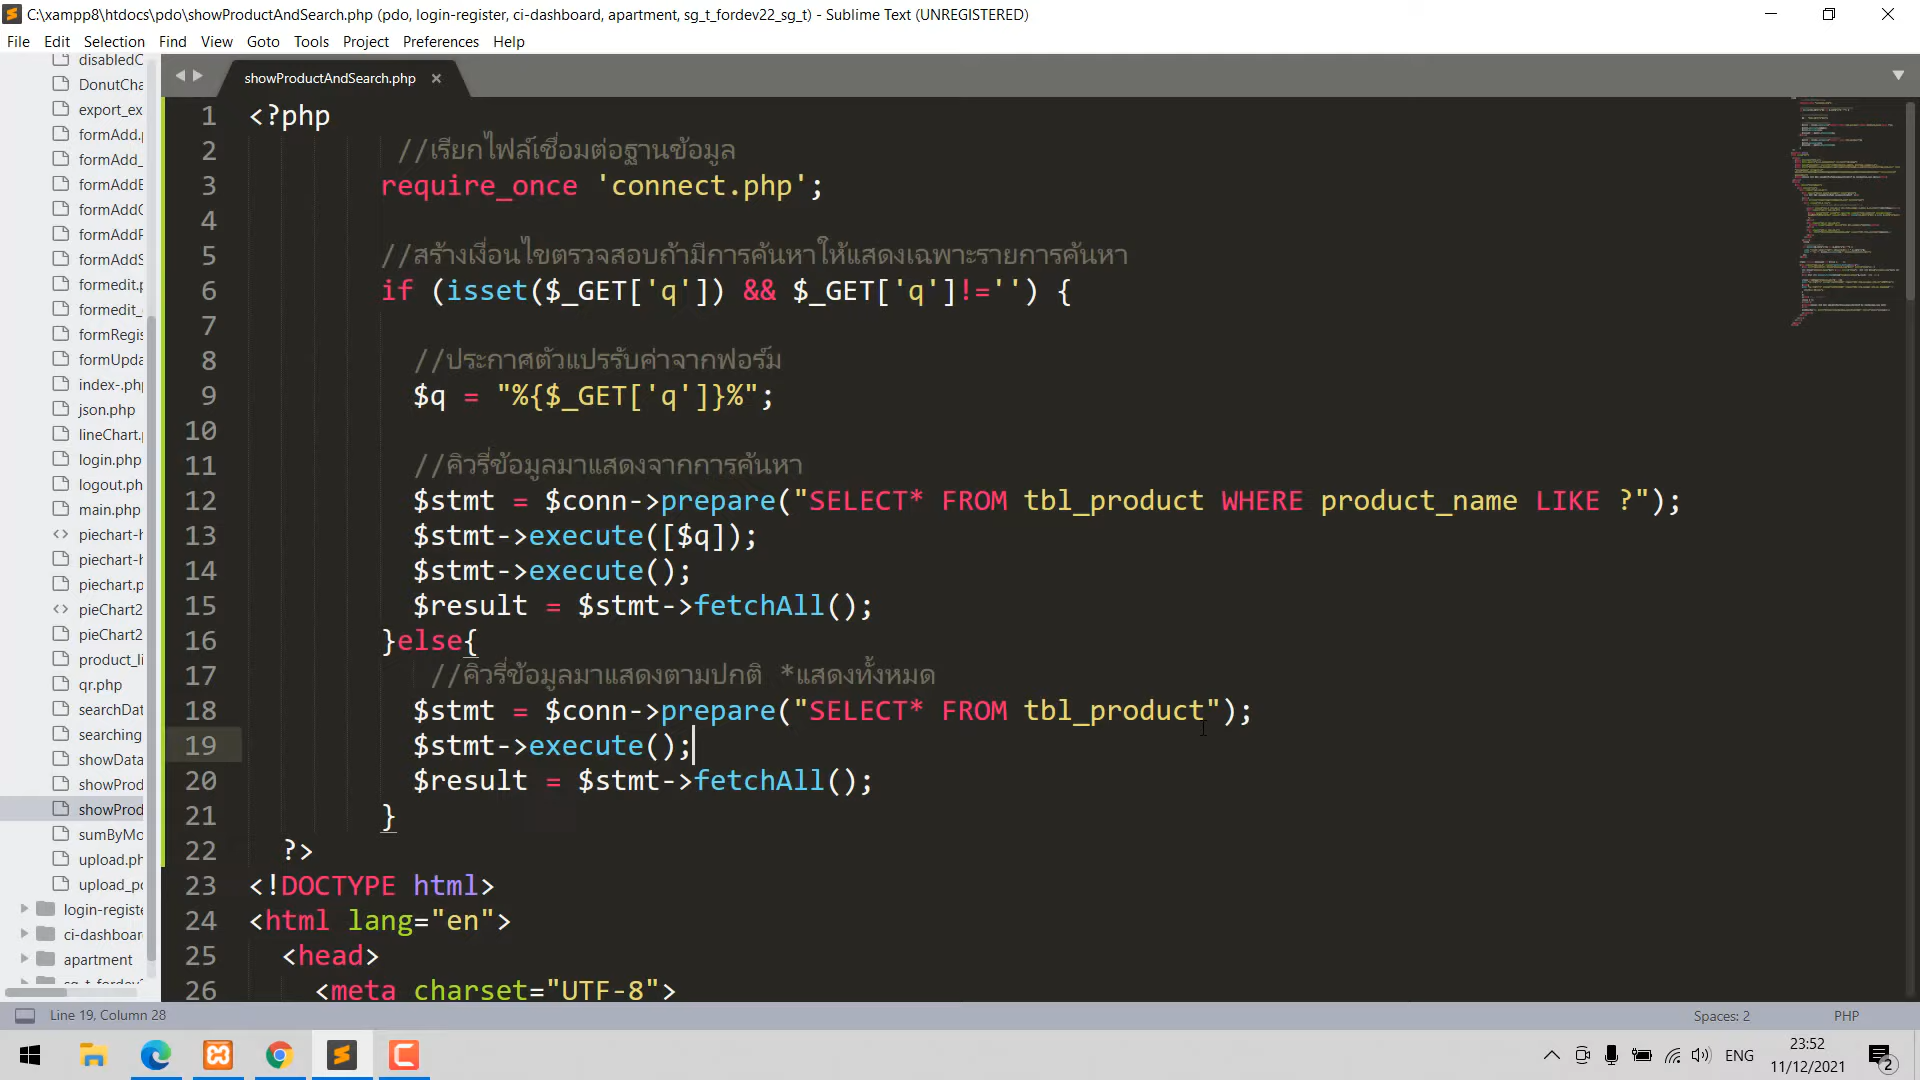 C:\xampp8\htdocs\pdo\showProductAndSearch.php (pdo, login-register, ci-dashboard, apartment, sg_t_fordev22_sg_t) - Sublime Text (UNREGISTERED)
File Edit Selection Find View Goto Tools Project Preferences Help
disabledC
DonutCha
export_ex
formAdd.
formAdd_
formAddE
formAddC
formAddF
formAddS
formedit.
formedit_
formRegi
formUpda
index-.ph
json.php
lineChart.
login.php
logout.php
main.php
piechart-h
piechart-h
piechart.p
pieChart2
pieChart2
product_li
qr.php
searchDat
searching
showData
showProd
showProd
sumByMo
upload.ph
upload_po
login-registe
ci-dashboar
apartment
showProductAndSearch.php ×
1 <?php
2 //เรียกไฟล์เชื่อมต่อฐานข้อมูล
3 require_once 'connect.php';
4
5 //สร้างเงื่อนไขตรวจสอบถ้ามีการค้นหาให้แสดงเฉพาะรายการค้นหา
6 if (isset($_GET['q']) && $_GET['q']!='') {
7
8 //ประกาศตัวแปรรับค่าจากฟอร์ม
9 $q = "%{$_GET['q']}%";
10
11 //คิวรี่ข้อมูลมาแสดงจากการค้นหา
12 $stmt = $conn->prepare("SELECT* FROM tbl_product WHERE product_name LIKE ?");
13 $stmt->execute([$q]);
14 $stmt->execute();
15 $result = $stmt->fetchAll();
16 }else{
17 //คิวรี่ข้อมูลมาแสดงตามปกติ *แสดงทั้งหมด
18 $stmt = $conn->prepare("SELECT* FROM tbl_product");
19 $stmt->execute();
20 $result = $stmt->fetchAll();
21 }
22 ?>
23 <!DOCTYPE html>
24 <html lang="en">
25 <head>
26 <meta charset="UTF-8">
Line 19, Column 28
Spaces: 2
PHP
ENG
23:52
11/12/2021
2